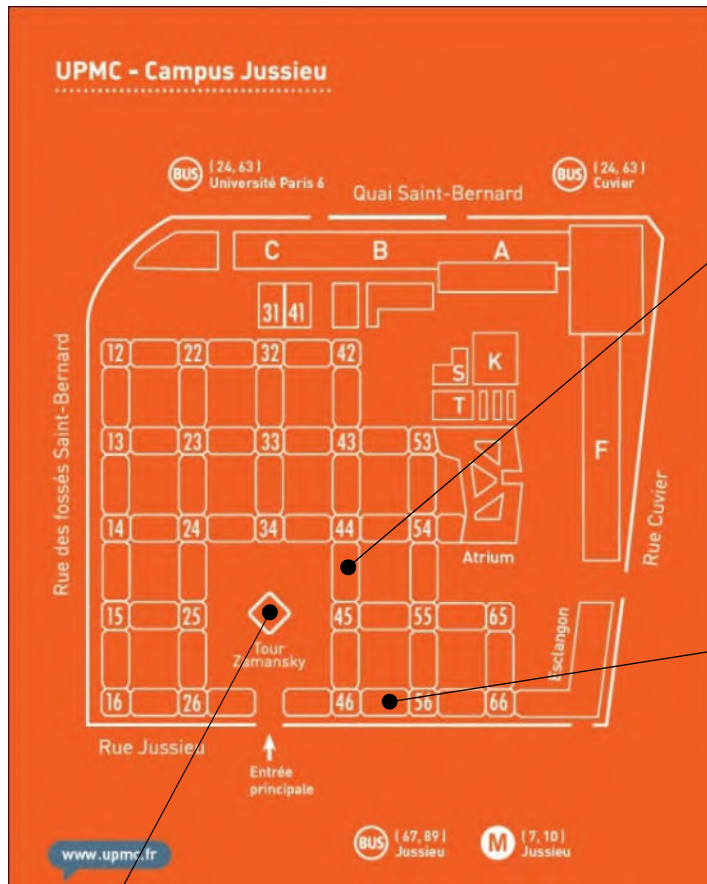 UPMC - Campus Jussieu
BUS (24, 63)
Université Paris 6
BUS (24, 63)
Cuvier
Quai Saint-Bernard
C B A
31 41
12 22 32 42
S K
T
13 23 33 43 53
F
Rue des fossés Saint-Bernard
Rue Cuvier
14 24 34 44 54
Atrium
15 25 45 55 65
Tour
Zamansky
Esclangon
16 26 46 56 66
Rue Jussieu
Entrée
principale
BUS (67, 89)
Jussieu
M (7, 10)
Jussieu
www.upmc.fr